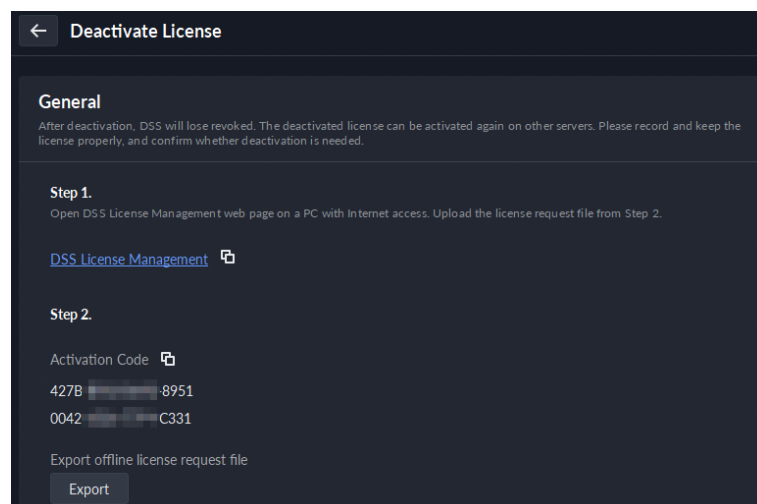 Deactivate License
General
After deactivation, DSS will lose revoked. The deactivated license can be activated again on other servers. Please record and keep the
license properly, and confirm whether deactivation is needed.
Step 1.
Open DSS License Management web page on a PC with Internet access. Upload the license request file from Step 2.
DSS License Management
Step 2.
Activation Code
427B -8951
0042 C331
Export offline license request file
Export